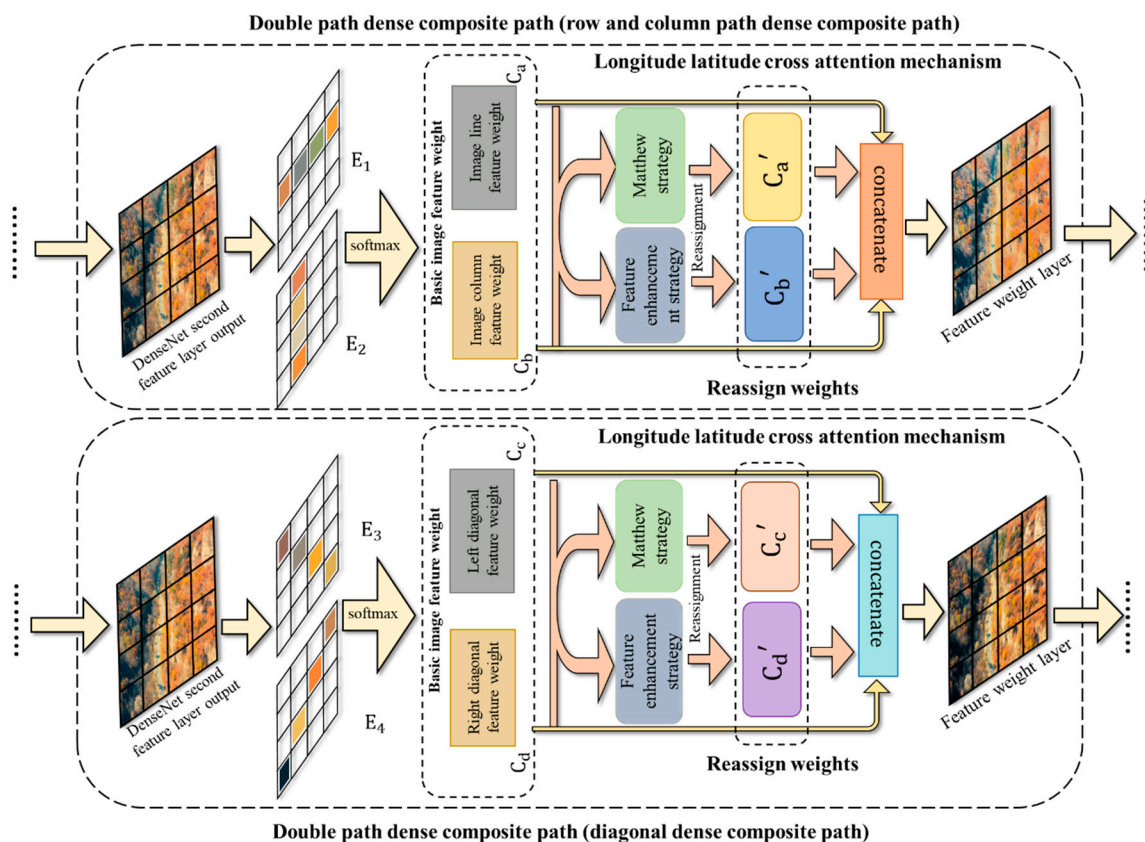 Double path dense composite path (row and column path dense composite path)
Longitude latitude cross attention mechanism
DenseNet second
feature layer output
E1
E2
softmax
Basic image feature weight
Ca
Image line
feature weight
Image column
feature weight
Cb
Matthew
strategy
Feature
enhanceme
nt strategy
Reassignment
Ca′
Cb′
Reassign weights
concatenate
Feature weight layer
Longitude latitude cross attention mechanism
DenseNet second
feature layer output
E3
E4
softmax
Basic image feature weight
Cc
Left diagonal
feature weight
Right diagonal
feature weight
Cd
Matthew
strategy
Feature
enhancement
strategy
Reassignment
Cc′
Cd′
Reassign weights
concatenate
Feature weight layer
Double path dense composite path (diagonal dense composite path)